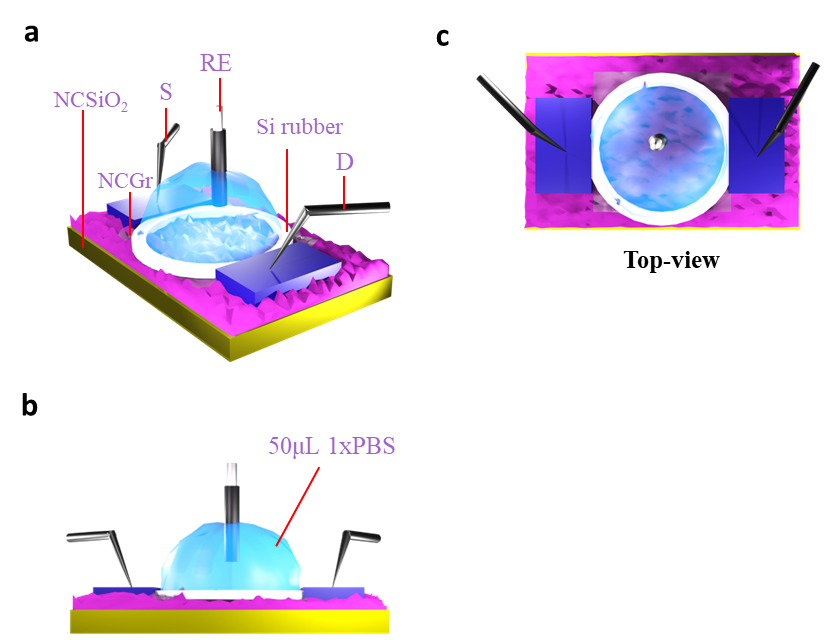 a
RE
S
NCSiO₂
Si rubber
NCGr
D
c
Top-view
b
50μL 1xPBS